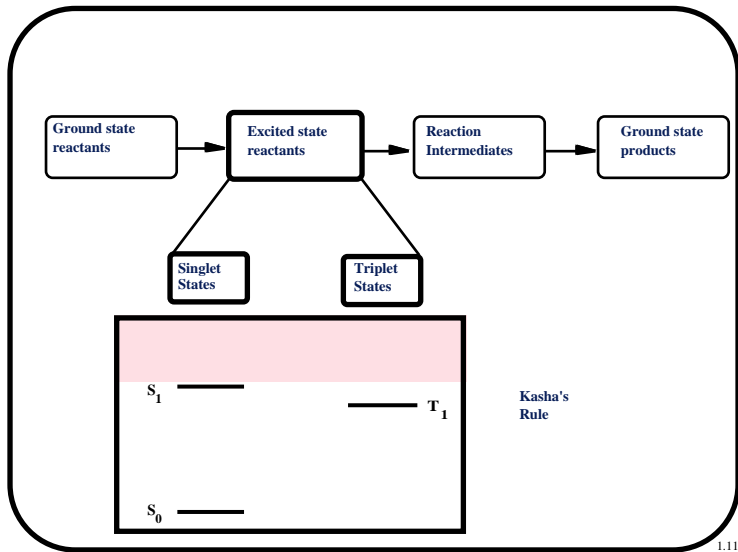 Ground state
reactants
Excited state
reactants
Reaction
Intermediates
Ground state
products
Singlet
States
Triplet
States
S1
T1
Kasha's
Rule
S0
1.11